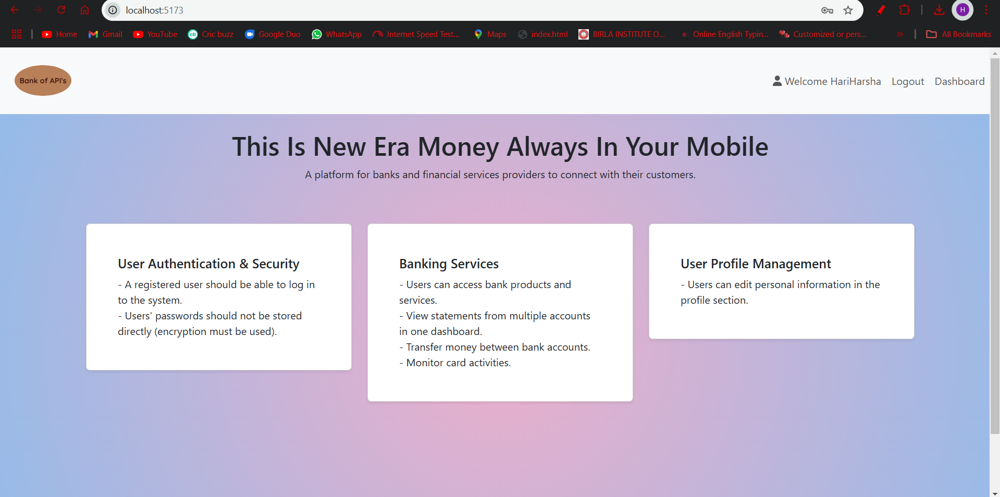 localhost:5173
H
Home Gmail YouTube cb Cric buzz Google Duo WhatsApp Internet Speed Test... Maps index.html BIRLA INSTITUTE O... Online English Typin... Customized or pers... » All Bookmarks
Bank of API's
Welcome HariHarsha Logout Dashboard
This Is New Era Money Always In Your Mobile
A platform for banks and financial services providers to connect with their customers.
User Authentication & Security
- A registered user should be able to log in
to the system.
- Users' passwords should not be stored
directly (encryption must be used).
Banking Services
- Users can access bank products and
services.
- View statements from multiple accounts
in one dashboard.
- Transfer money between bank accounts.
- Monitor card activities.
User Profile Management
- Users can edit personal information in the
profile section.